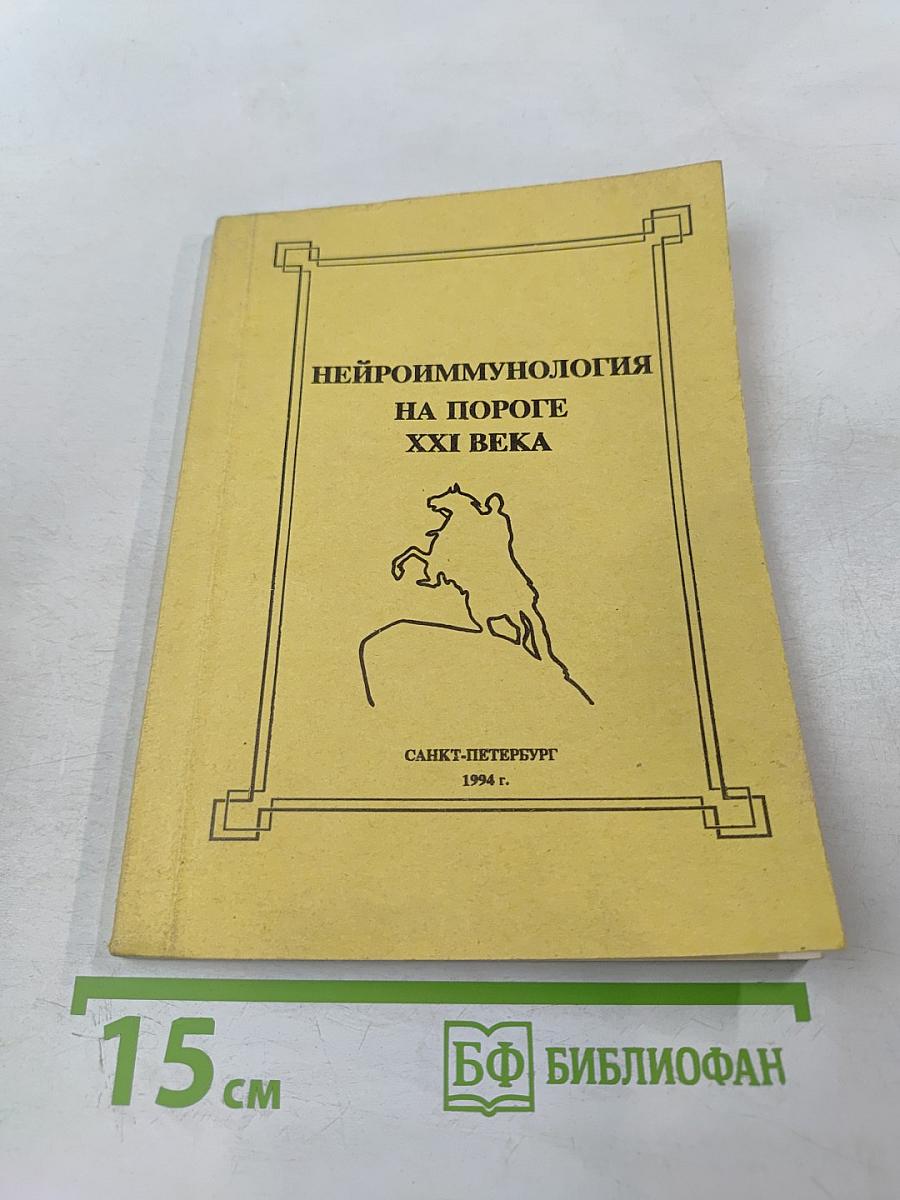 НЕЙРОИММУНОЛОГИЯ
НА ПОРОГЕ
XXI ВЕКА
САНКТ-ПЕТЕРБУРГ
1994 г.
15 см
БФ БИБЛИОФАН